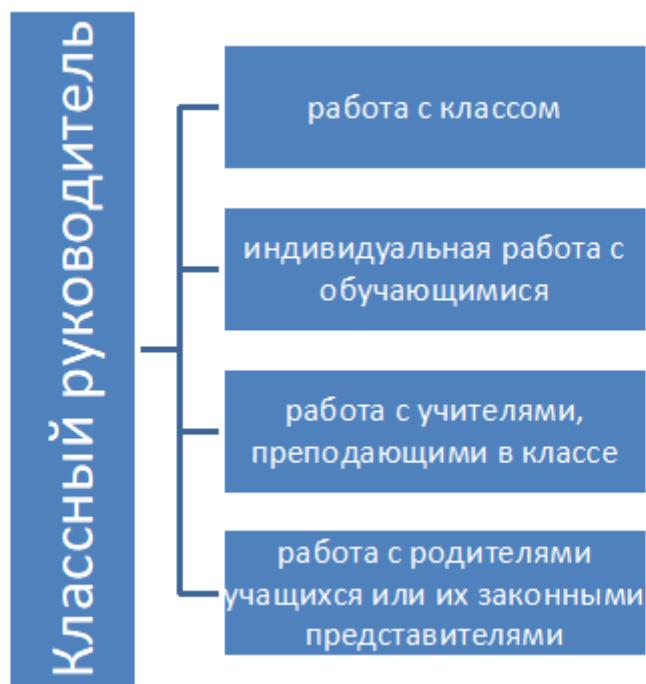 Классный руководитель
работа с классом
индивидуальная работа с
обучающимися
работа с учителями,
преподающими в классе
работа с родителями
учащихся или их законными
представителями